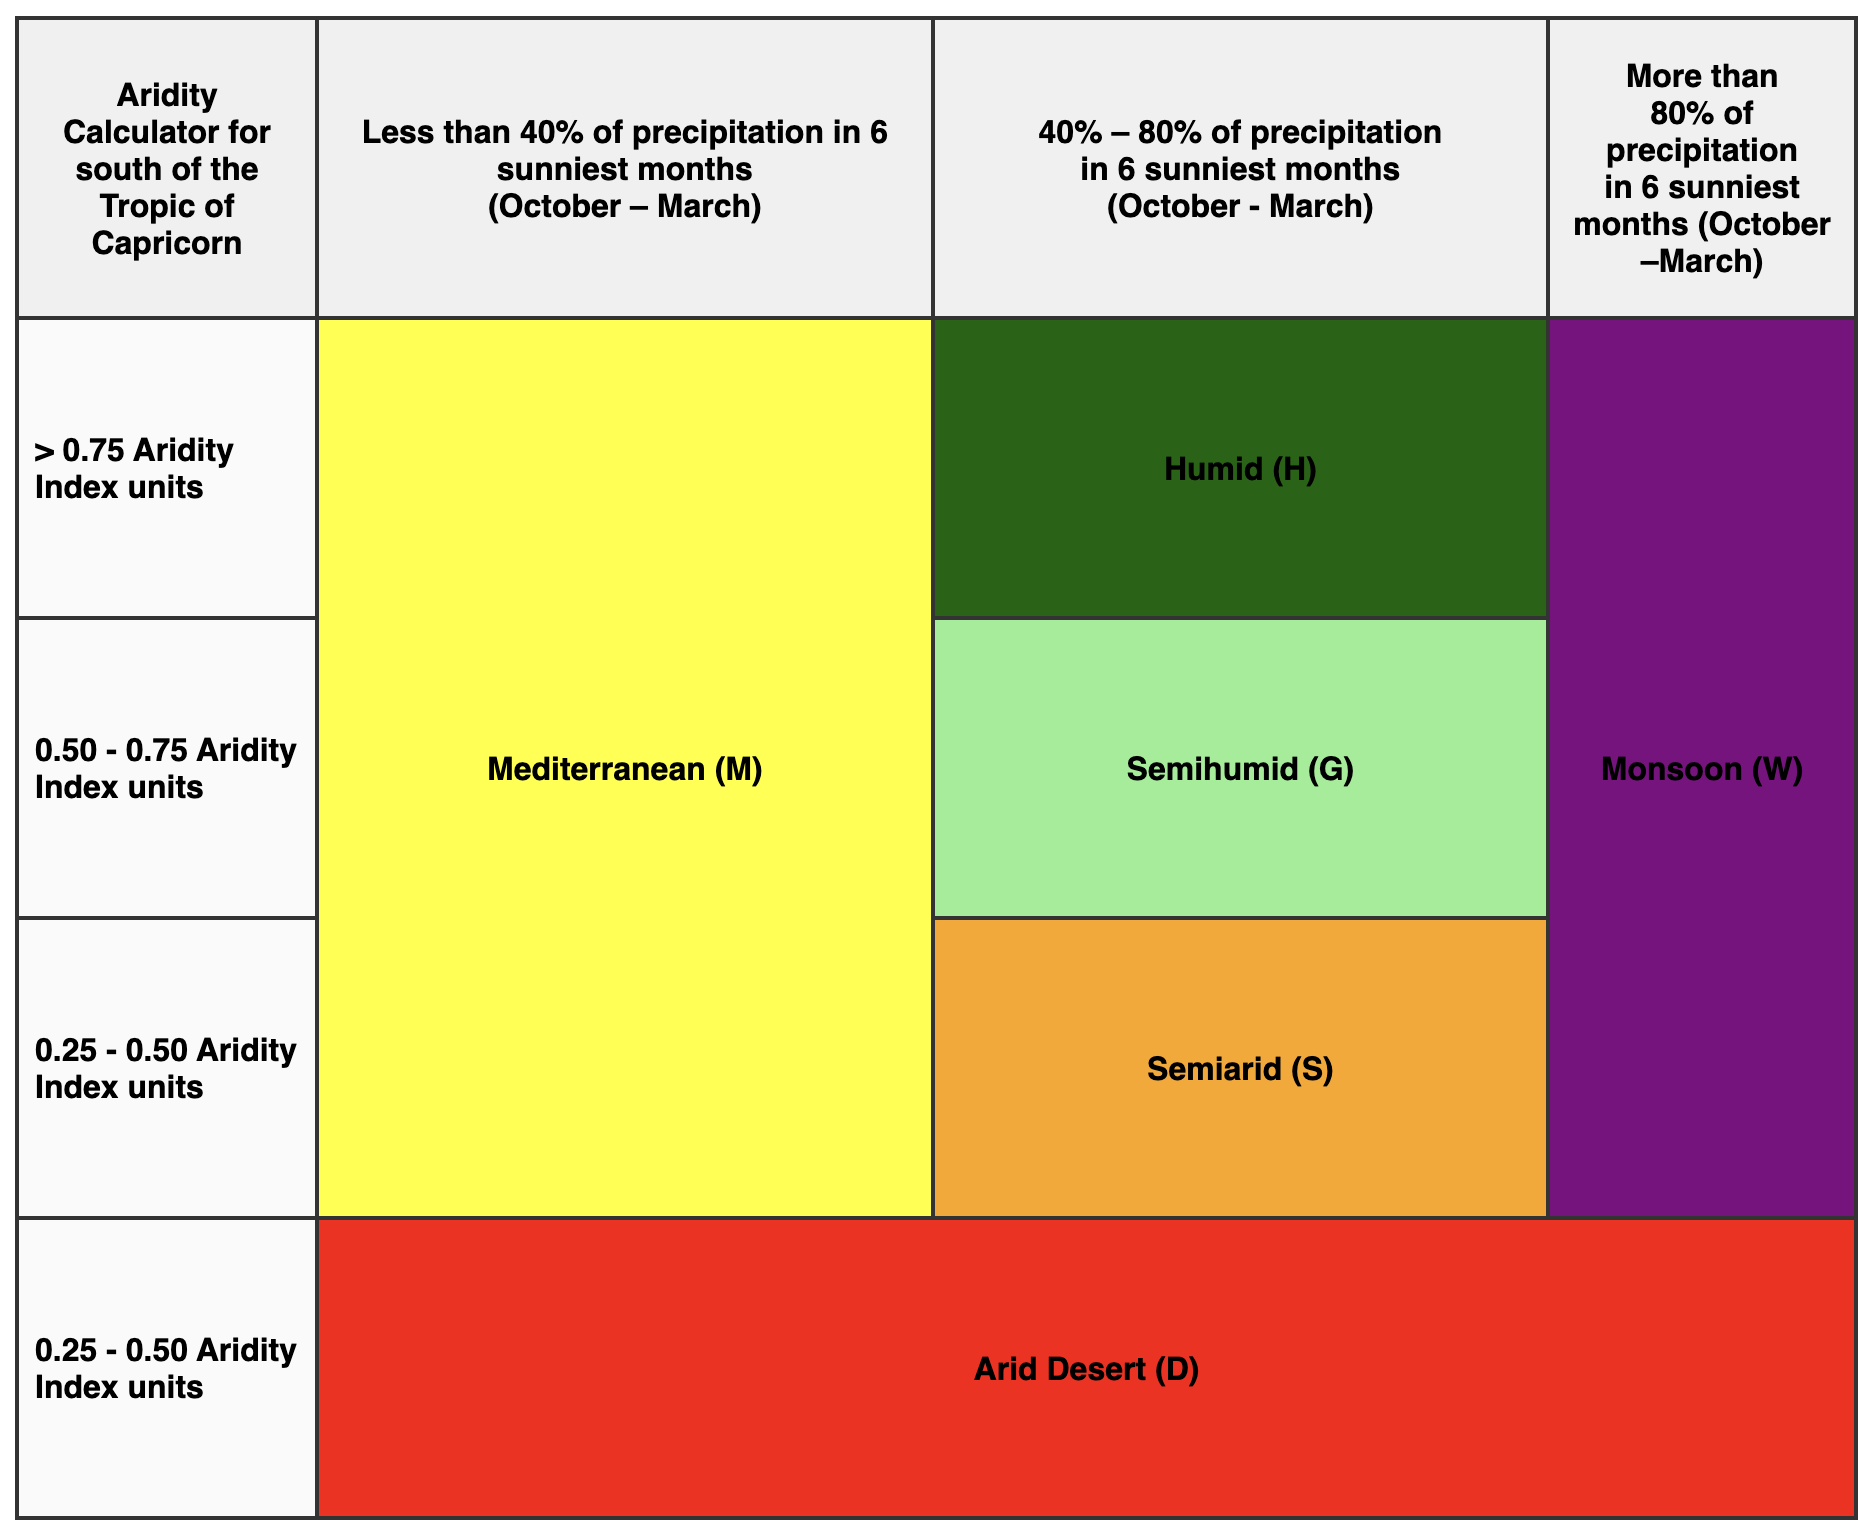 Aridity
Calculator for
south of the
Tropic of
Capricorn
Less than 40% of precipitation in 6
sunniest months
(October – March)
40% – 80% of precipitation
in 6 sunniest months
(October - March)
More than
80% of
precipitation
in 6 sunniest
months (October
–March)
> 0.75 Aridity
Index units
Humid (H)
0.50 - 0.75 Aridity
Index units
Mediterranean (M)
Semihumid (G)
Monsoon (W)
0.25 - 0.50 Aridity
Index units
Semiarid (S)
0.25 - 0.50 Aridity
Index units
Arid Desert (D)